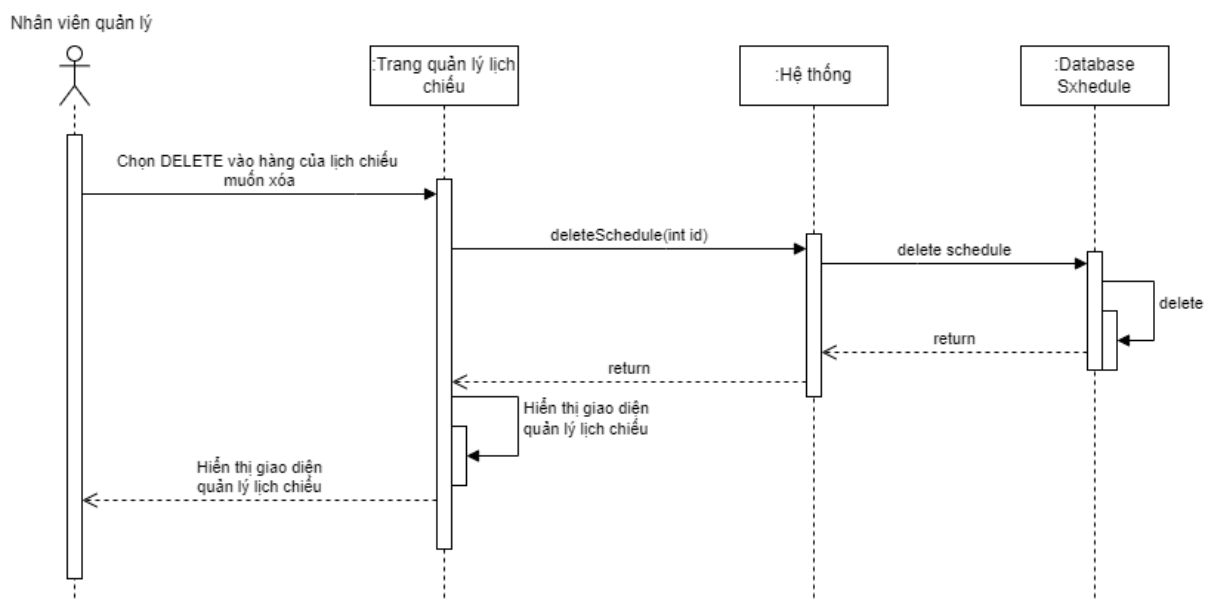 Nhân viên quản lý
:Trang quản lý lịch
chiếu
:Hệ thống
:Database
Sxhedule
Chọn DELETE vào hàng của lịch chiếu
muốn xóa
deleteSchedule(int id)
delete schedule
delete
return
return
Hiển thị giao diện
quản lý lịch chiếu
Hiển thị giao diện
quản lý lịch chiếu